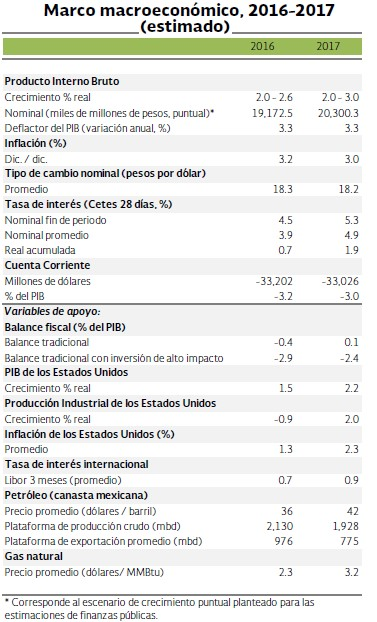 Marco macroeconómico, 2016-2017
(estimado)
2016 2017
Producto Interno Bruto
Crecimiento % real 2.0 - 2.6 2.0 - 3.0
Nominal (miles de millones de pesos, puntual)* 19,172.5 20,300.3
Deflactor del PIB (variación anual, %) 3.3 3.3
Inflación (%)
Dic. / dic. 3.2 3.0
Tipo de cambio nominal (pesos por dólar)
Promedio 18.3 18.2
Tasa de interés (Cetes 28 días, %)
Nominal fin de periodo 4.5 5.3
Nominal promedio 3.9 4.9
Real acumulada 0.7 1.9
Cuenta Corriente
Millones de dólares -33,202 -33,026
% del PIB -3.2 -3.0
Variables de apoyo:
Balance fiscal (% del PIB)
Balance tradicional -0.4 0.1
Balance tradicional con inversión de alto impacto -2.9 -2.4
PIB de los Estados Unidos
Crecimiento % real 1.5 2.2
Producción Industrial de los Estados Unidos
Crecimiento % real -0.9 2.0
Inflación de los Estados Unidos (%)
Promedio 1.3 2.3
Tasa de interés internacional
Libor 3 meses (promedio) 0.7 0.9
Petróleo (canasta mexicana)
Precio promedio (dólares / barril) 36 42
Plataforma de producción crudo (mbd) 2,130 1,928
Plataforma de exportación promedio (mbd) 976 775
Gas natural
Precio promedio (dólares/ MMBtu) 2.3 3.2
* Corresponde al escenario de crecimiento puntual planteado para las
estimaciones de finanzas públicas.